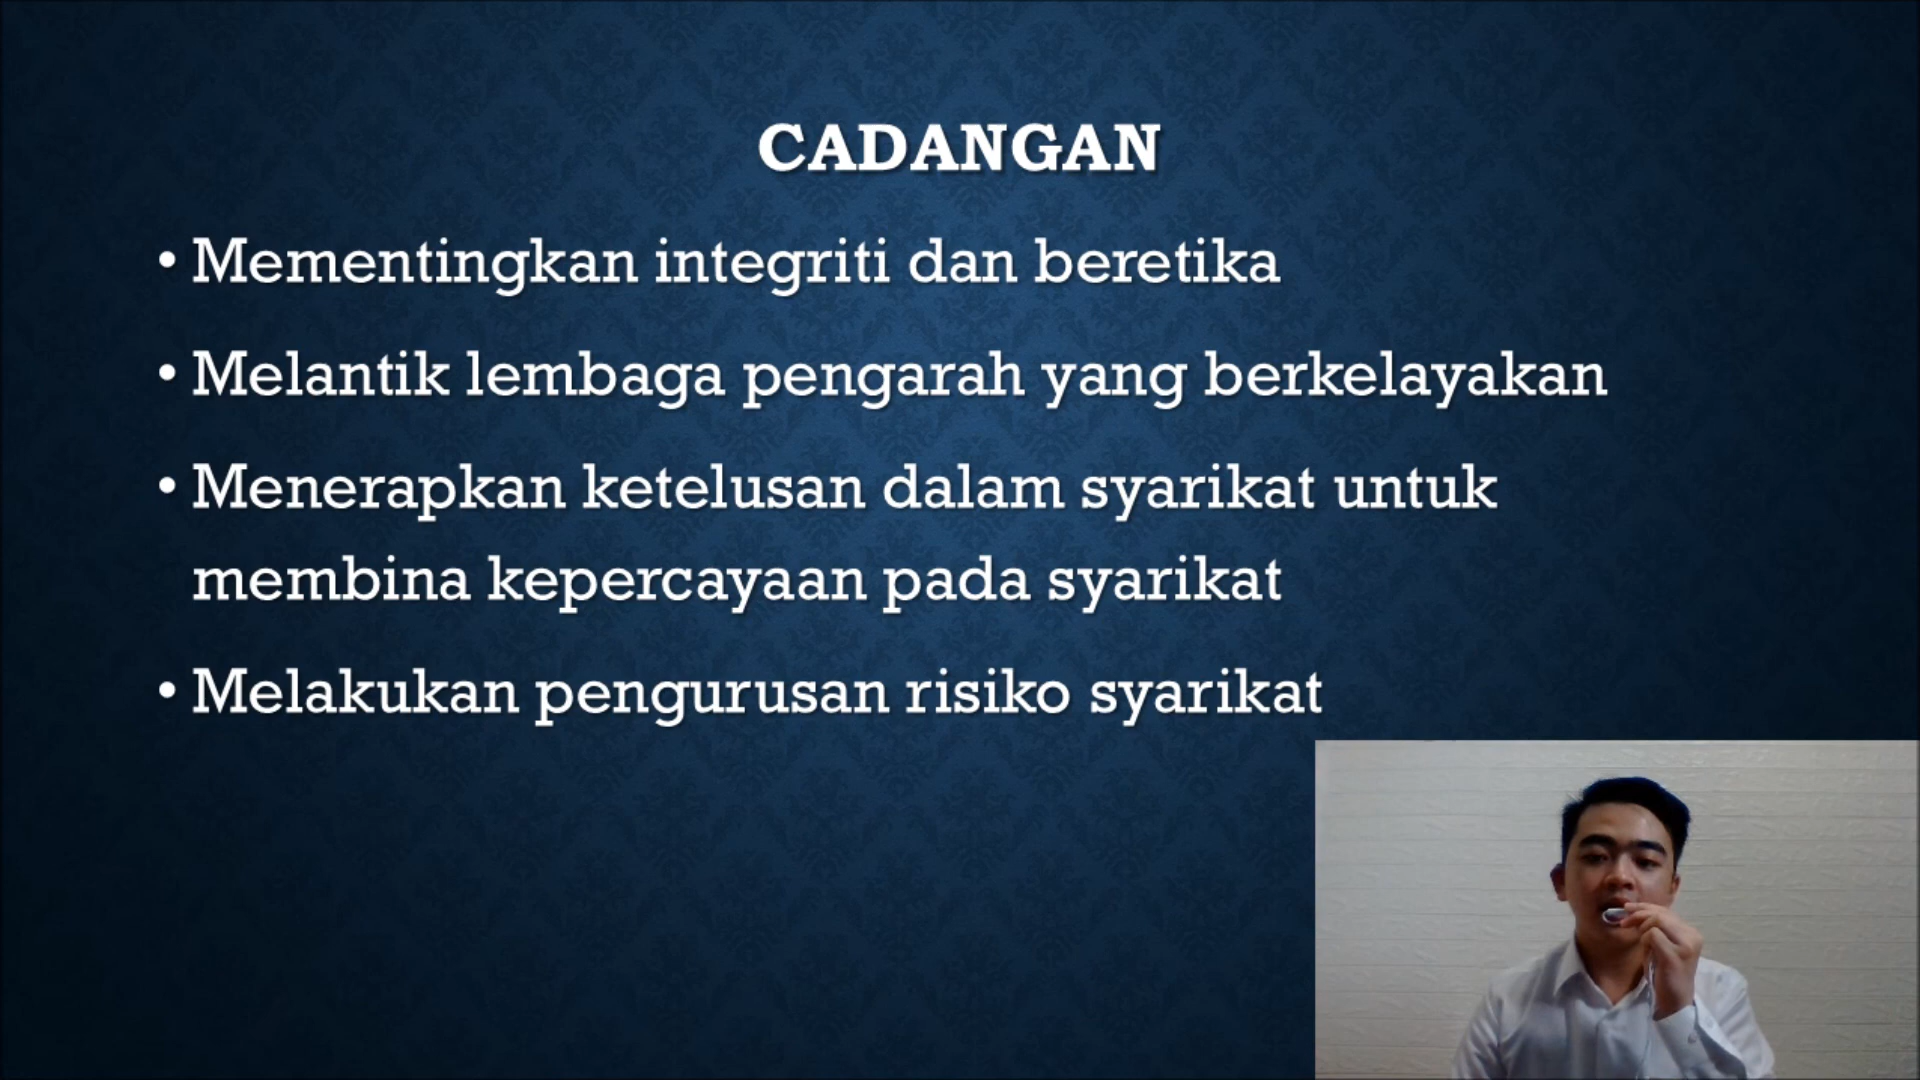 CADANGAN
• Mementingkan integriti dan beretika
• Melantik lembaga pengarah yang berkelayakan
• Menerapkan ketelusan dalam syarikat untuk
membina kepercayaan pada syarikat
• Melakukan pengurusan risiko syarikat